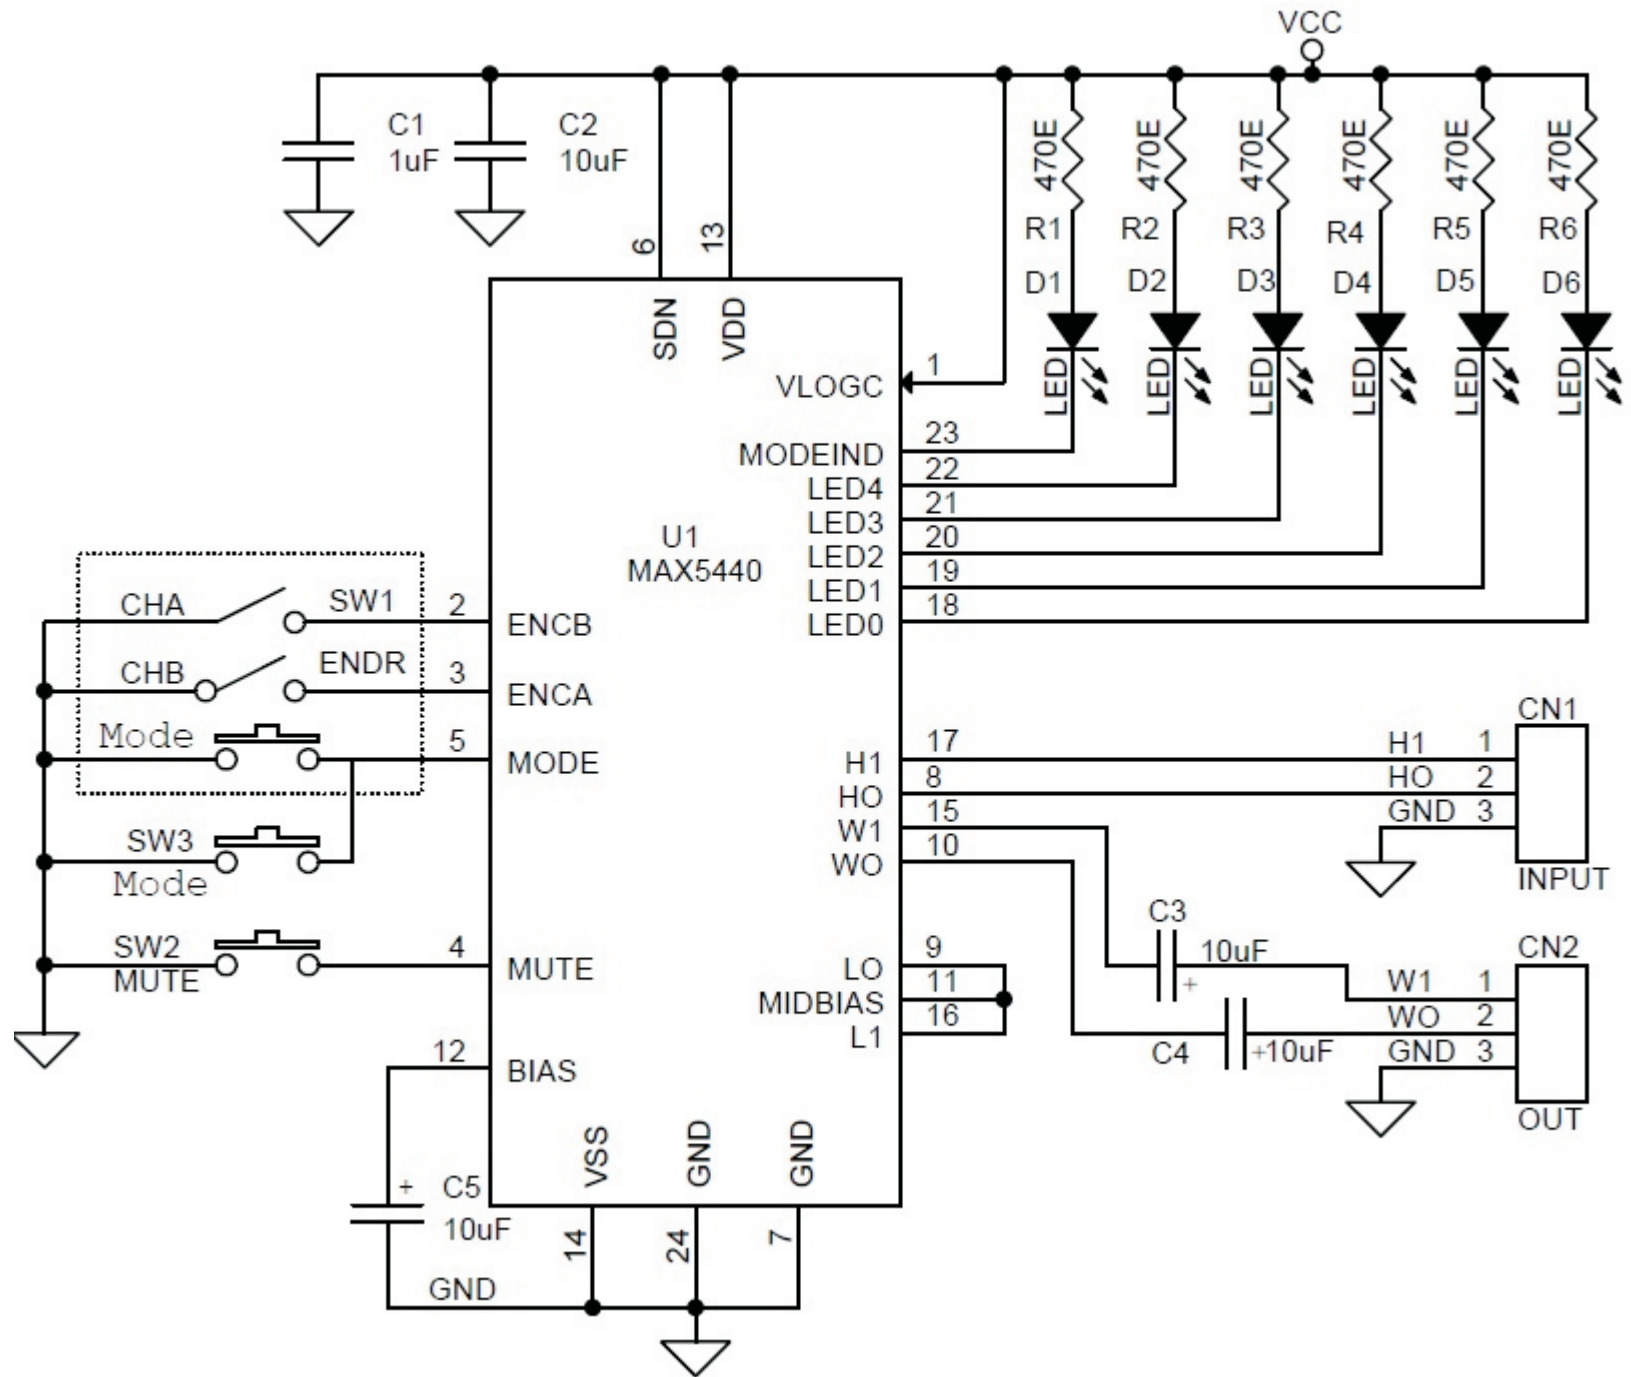 VCC
C1
1uF
C2
10uF
470E
470E
470E
470E
470E
470E
R1
R2
R3
R4
R5
R6
D1
D2
D3
D4
D5
D6
LED
LED
LED
LED
LED
LED
6
13
SDN
VDD
VLOGC
1
MODEIND
23
LED4
22
LED3
21
LED2
20
LED1
19
LED0
18
U1
MAX5440
CHA
SW1
2
ENCB
CHB
ENDR
3
ENCA
Mode
5
MODE
SW3
Mode
SW2
MUTE
4
MUTE
12
BIAS
H1
17
HO
8
W1
15
WO
10
LO
9
MIDBIAS
11
L1
16
CN1
H1 1
HO 2
GND 3
INPUT
C3
10uF
+
C4
+10uF
CN2
W1 1
WO 2
GND 3
OUT
+
C5
10uF
GND
VSS
GND
GND
14
24
7